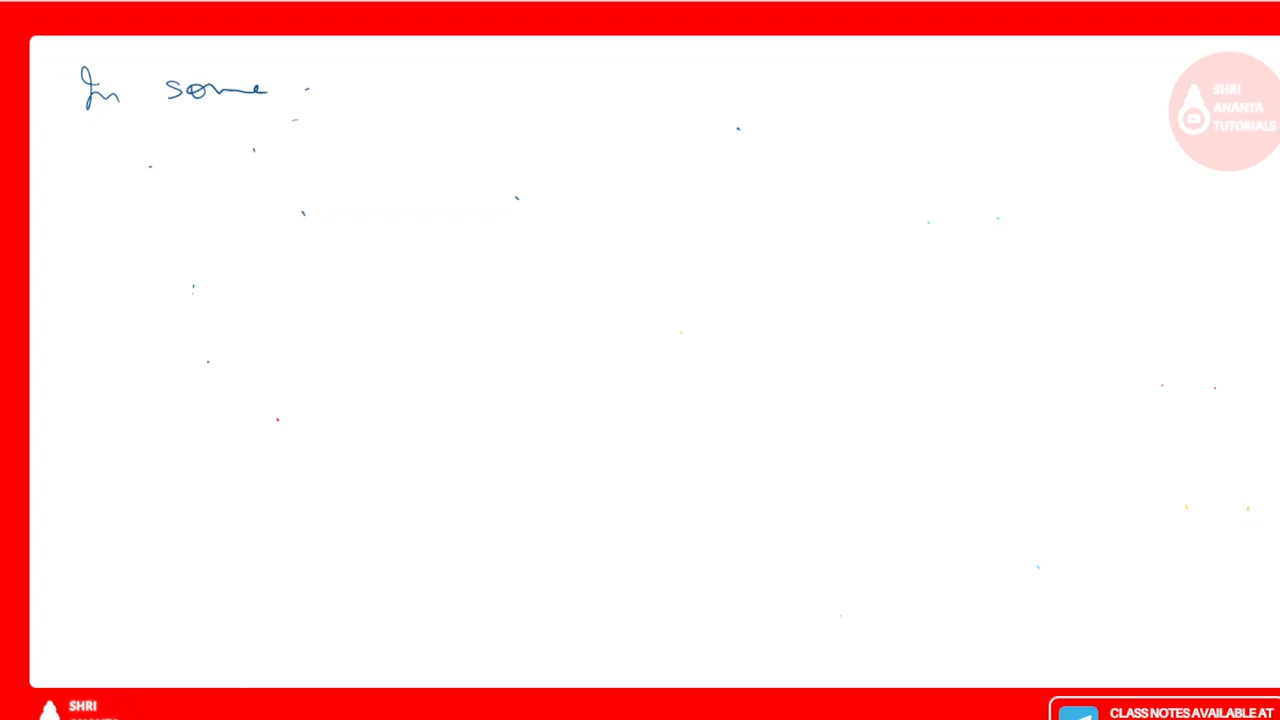 In some
SHRI
ANANTA
TUTORIALS
SHRI
CLASS NOTES AVAILABLE AT